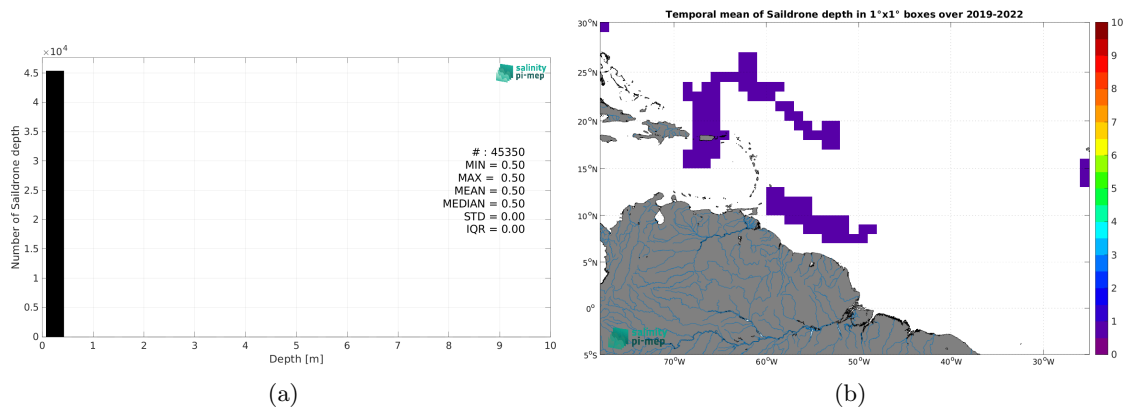 ×10⁴
4.5
4
3.5
3
2.5
2
1.5
1
0.5
0
Number of Saildrone depth
salinity
pi-mep
# : 45350
MIN = 0.50
MAX = 0.50
MEAN = 0.50
MEDIAN = 0.50
STD = 0.00
IQR = 0.00
1 2 3 4 5 6 7 8 9 10
Depth [m]
(a)
Temporal mean of Saildrone depth in 1°x1° boxes over 2019-2022
30°N
25°N
20°N
15°N
10°N
5°N
0°
5°S
70°W 60°W 50°W 40°W 30°W
salinity
pi-mep
10
9
8
7
6
5
4
3
2
1
0
(b)